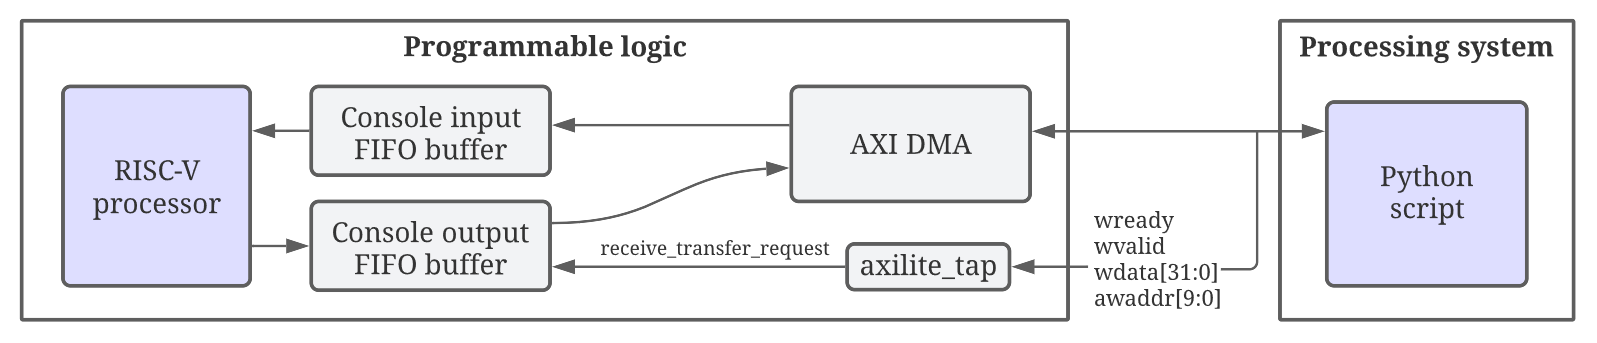 Programmable logic
Processing system
RISC-V
processor
Console input
FIFO buffer
Console output
FIFO buffer
AXI DMA
receive_transfer_request
axilite_tap
wready
wvalid
wdata[31:0]
awaddr[9:0]
Python
script